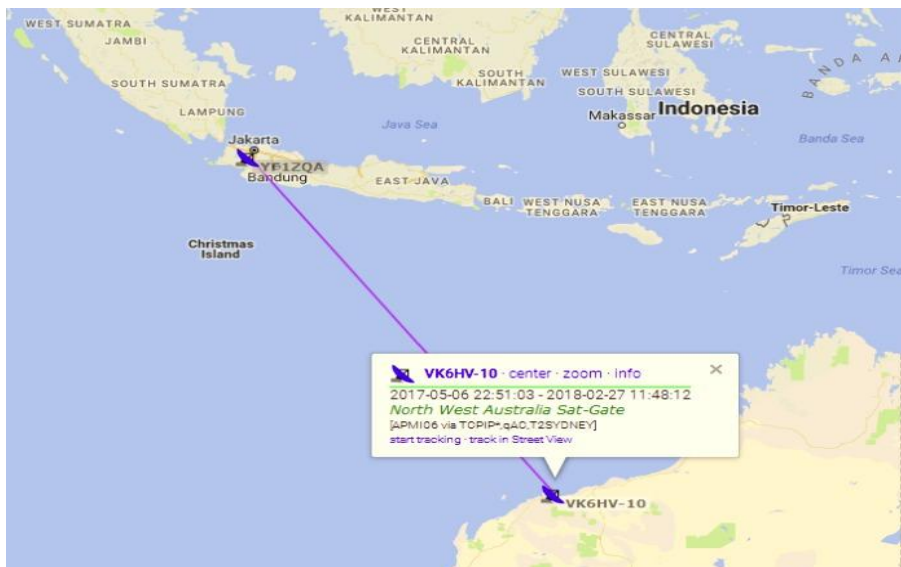 WEST SUMATRA
JAMBI
SOUTH SUMATRA
LAMPUNG
WEST
KALIMANTAN
CENTRAL
KALIMANTAN
SOUTH
KALIMANTAN
CENTRAL
SULAWESI
WEST SULAWESI
SOUTH SULAWESI
Makassar
Indonesia
BANDA
Java Sea
Banda Sea
Jakarta
Bandung
EAST JAVA
BALI
WEST NUSA
TENGGARA
EAST NUSA
TENGGARA
Timor-Leste
Christmas
Island
VK6HV-10 · center · zoom · info
2017-05-06 22:51:03 - 2018-02-27 11:48:12
North West Australia Sat-Gate
[APMI06 via TCPIP*,qAC,T2SYDNEY]
start tracking · track in Street View
VK6HV-10